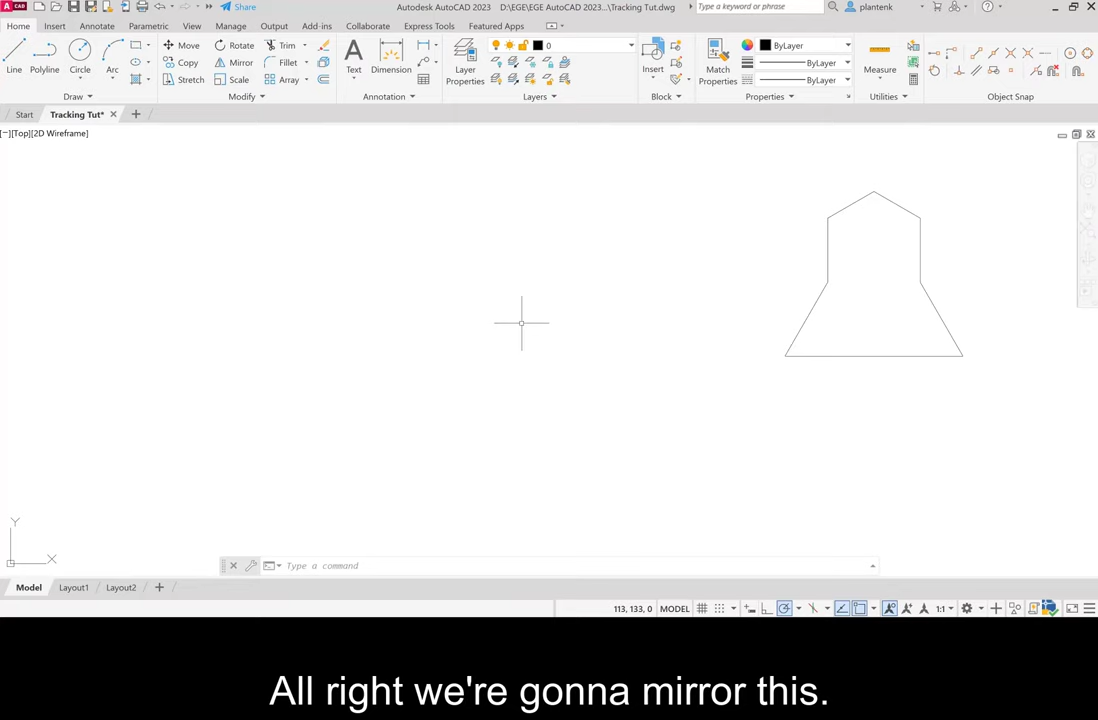 CAD Share Autodesk AutoCAD 2023 D:\EGE\EGE AutoCAD 2023...\Tracking Tut.dwg Type a keyword or phrase plantenk
Home Insert Annotate Parametric View Manage Output Add-ins Collaborate Express Tools Featured Apps
Line Polyline Circle Arc
Move Rotate Trim
Copy Mirror Fillet
Stretch Scale Array
Text Dimension
Layer Properties
0
Insert
Match Properties
ByLayer
ByLayer
ByLayer
Measure
Draw Modify Annotation Layers Block Properties Utilities Object Snap
Start Tracking Tut*
[−][Top][2D Wireframe]
Y
X
Type a command
Model Layout1 Layout2
113, 133, 0 MODEL 1:1
All right we're gonna mirror this.